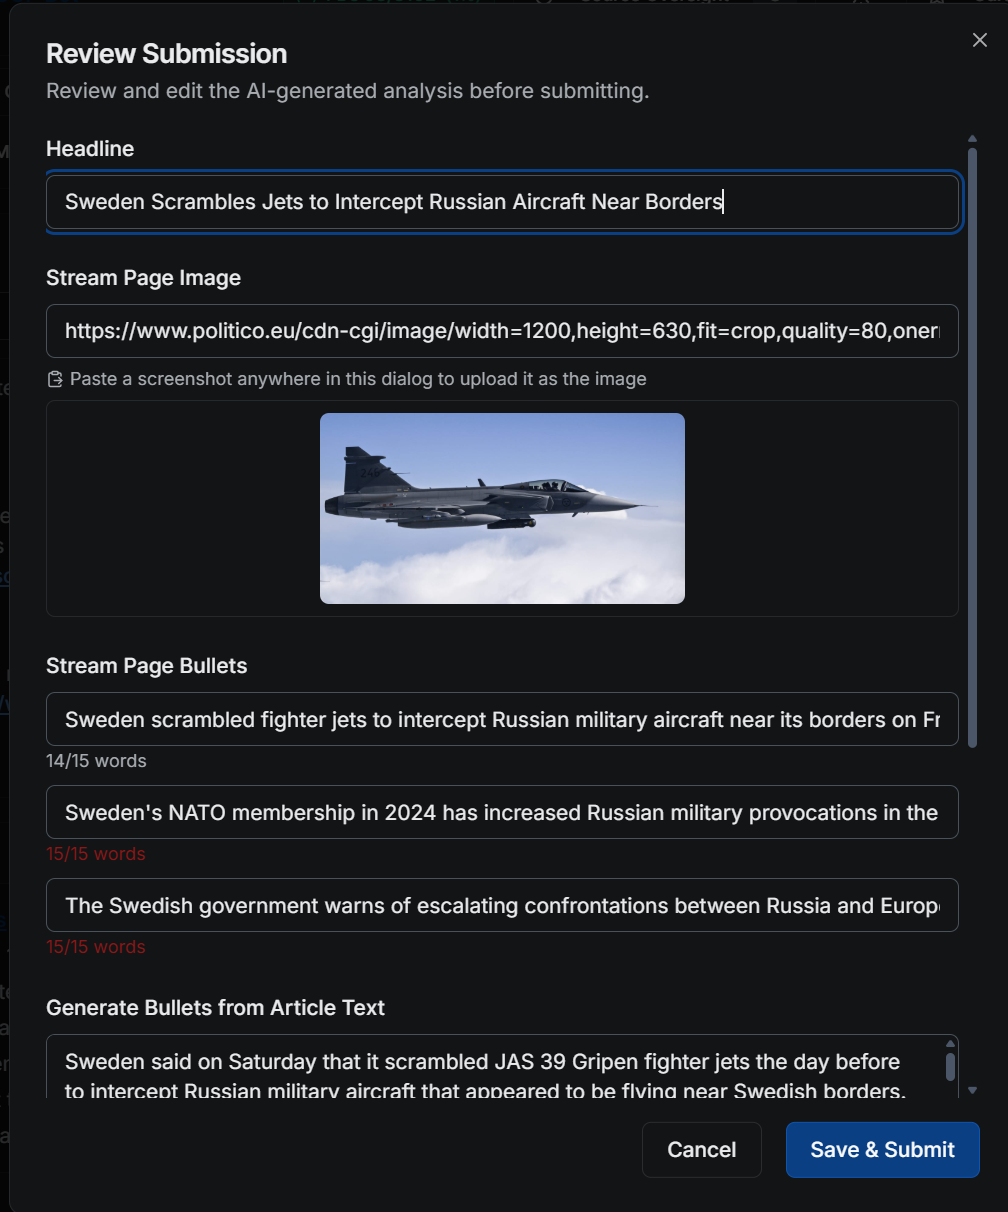 Review Submission
Review and edit the AI-generated analysis before submitting.
Headline
Sweden Scrambles Jets to Intercept Russian Aircraft Near Borders
Stream Page Image
https://www.politico.eu/cdn-cgi/image/width=1200,height=630,fit=crop,quality=80,oner
Paste a screenshot anywhere in this dialog to upload it as the image
Stream Page Bullets
Sweden scrambled fighter jets to intercept Russian military aircraft near its borders on Fr
14/15 words
Sweden's NATO membership in 2024 has increased Russian military provocations in the
15/15 words
The Swedish government warns of escalating confrontations between Russia and Europ
15/15 words
Generate Bullets from Article Text
Sweden said on Saturday that it scrambled JAS 39 Gripen fighter jets the day before
to intercept Russian military aircraft that appeared to be flying near Swedish borders.
Cancel
Save & Submit